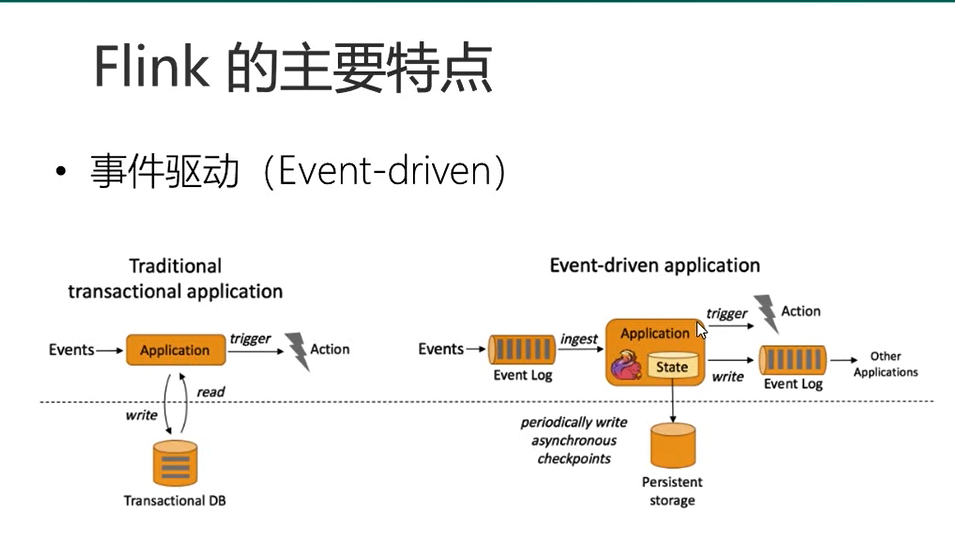 Flink 的主要特点
• 事件驱动（Event-driven）
Traditional
transactional application
Events
Application
trigger
Action
write
read
Transactional DB
Event-driven application
Events
Event Log
ingest
Application
State
trigger
Action
write
Event Log
Other
Applications
periodically write
asynchronous
checkpoints
Persistent
storage